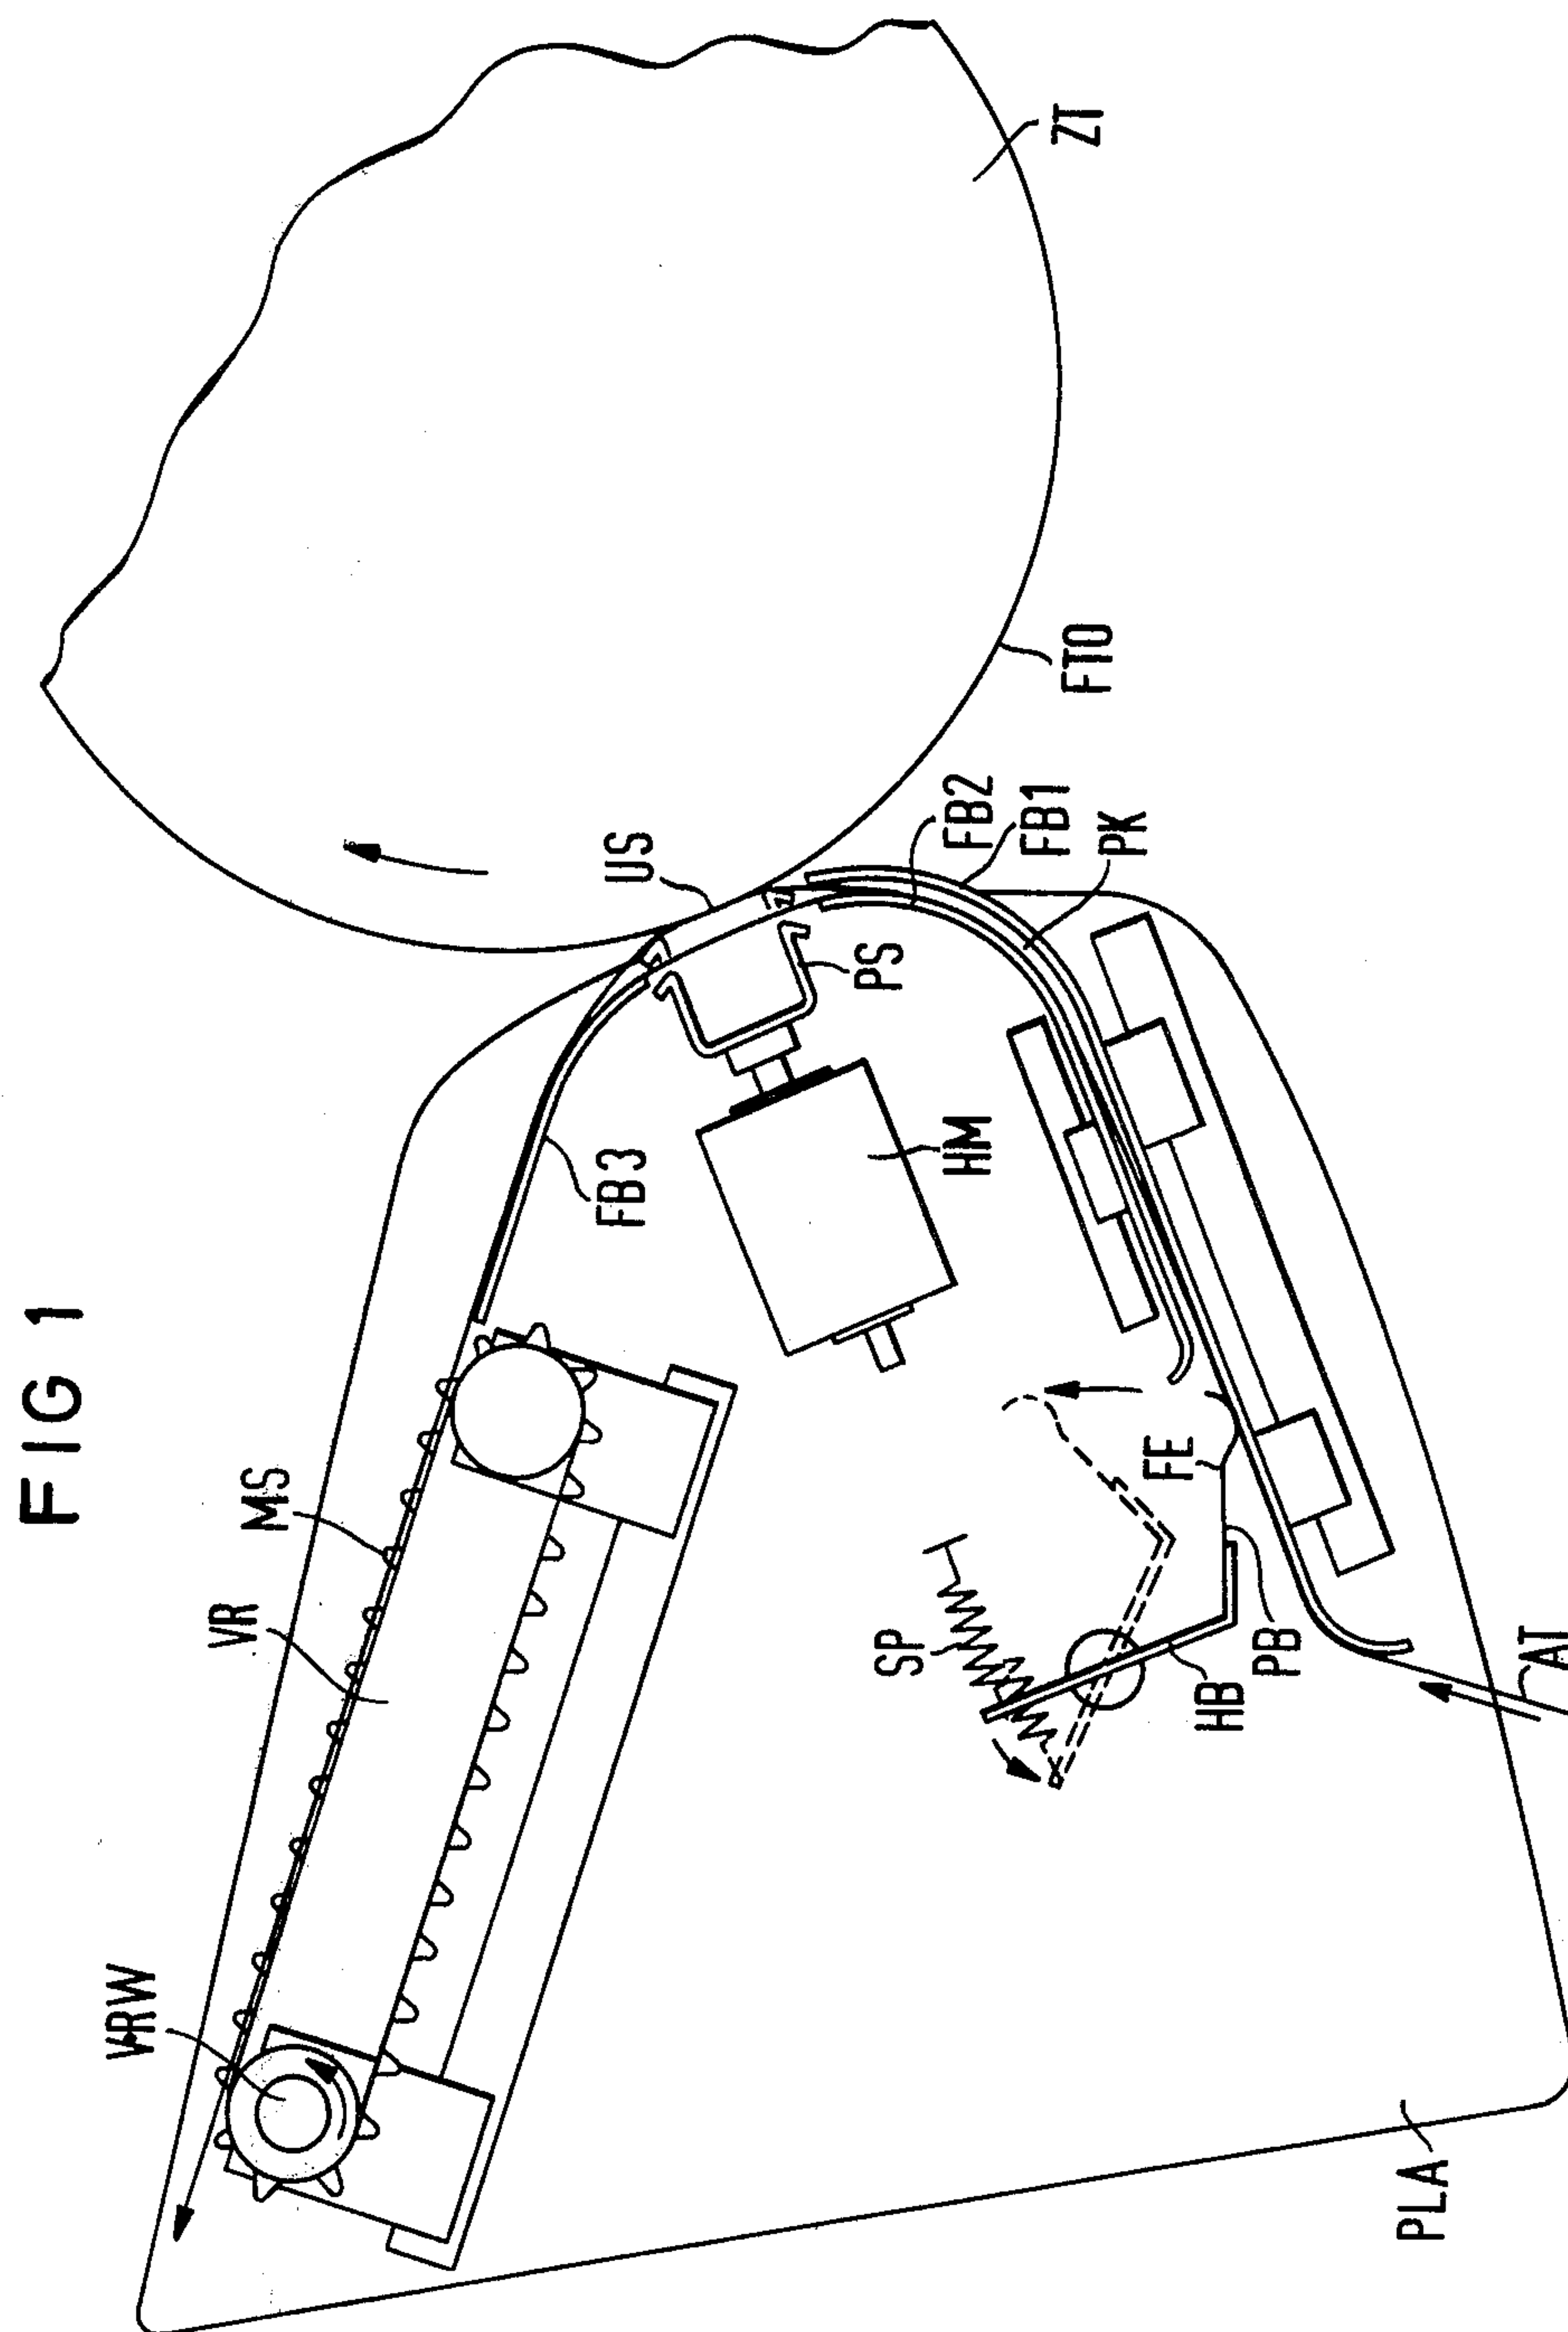 FIG 1
VRW
VR
MS
FB3
US
ZT
SP
HM
PS
FB2
FB1
PK
FTO
HB
PB
FE
PLA
AT